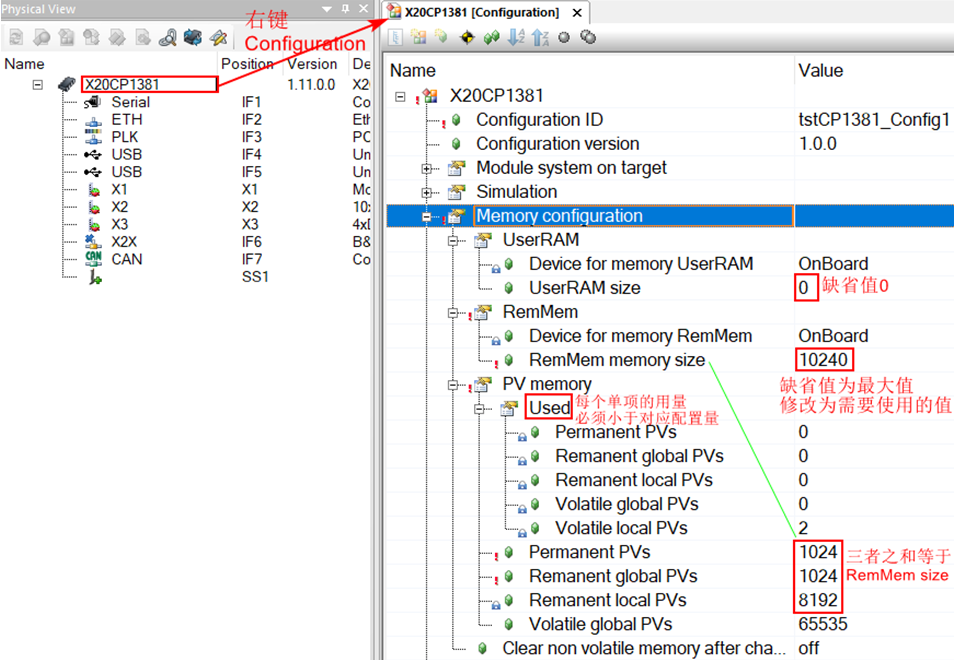 Physical View
右键
Configuration
Name Position Version De
X20CP1381 1.11.0.0 X2
Serial IF1 Co
ETH IF2 Eth
PLK IF3 PO
USB IF4 Un
USB IF5 Un
X1 X1 Mo
X2 X2 10x
X3 X3 4xD
X2X IF6 B&
CAN IF7 Co
SS1
X20CP1381 [Configuration]
Name Value
X20CP1381
Configuration ID tstCP1381_Config1
Configuration version 1.0.0
Module system on target
Simulation
Memory configuration
UserRAM
Device for memory UserRAM OnBoard
UserRAM size 0 缺省值0
RemMem
Device for memory RemMem OnBoard
RemMem memory size 10240
缺省值为最大值
修改为需要使用的值
PV memory
Used 每个单项的用量
必须小于对应配置量
Permanent PVs 0
Remanent global PVs 0
Remanent local PVs 0
Volatile global PVs 0
Volatile local PVs 2
Permanent PVs 1024 三者之和等于
Remanent global PVs 1024 RemMem size
Remanent local PVs 8192
Volatile global PVs 65535
Clear non volatile memory after cha... off